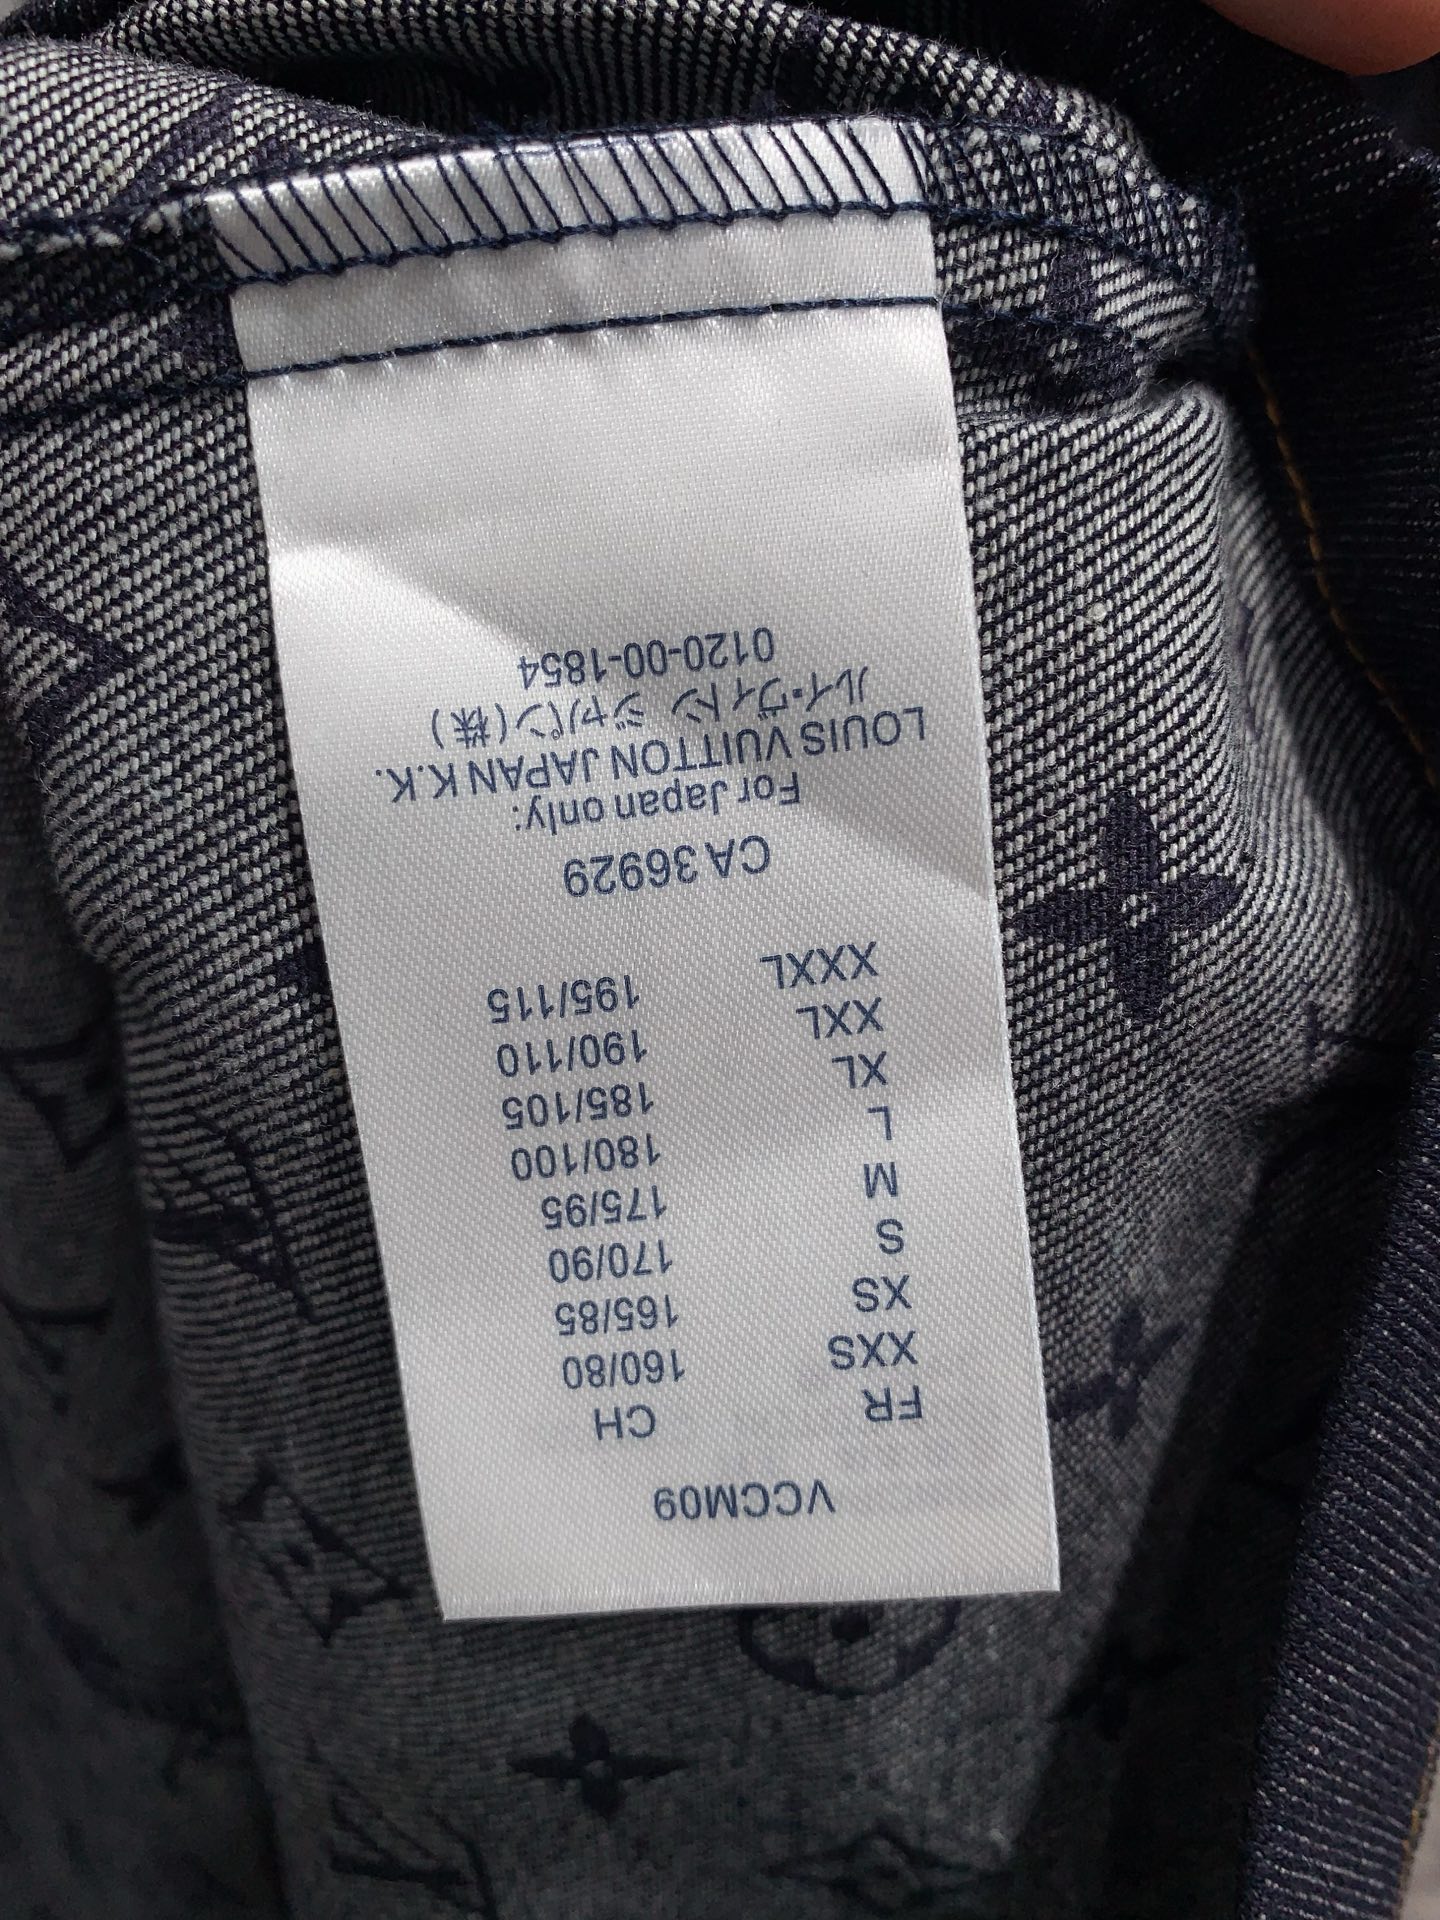 VCCM09
FR CH
XXS 160/80
XS 165/85
S 170/90
M 175/95
L 180/100
XL 185/105
XXL 190/110
XXXL 195/115
CA 36929
For Japan only:
LOUIS VUITTON JAPAN K.K.
ルイ・ヴィトン ジャパン(株)
0120-00-1854